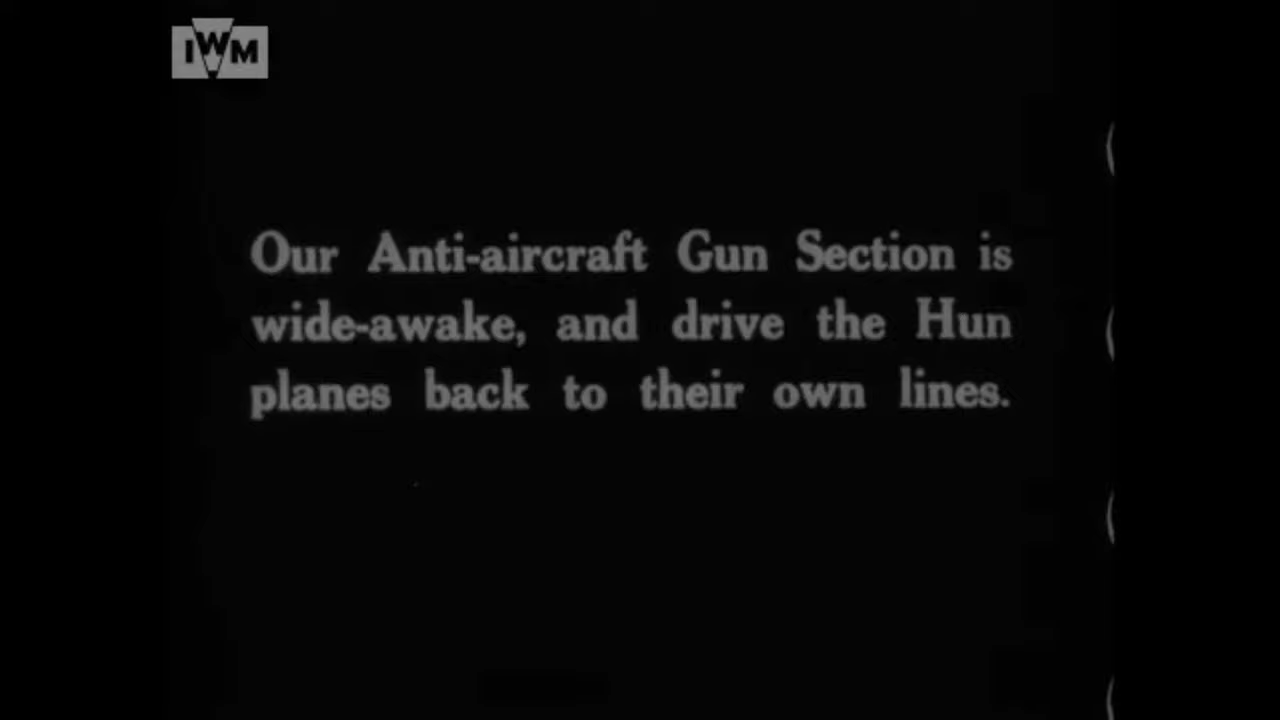 IWM
Our Anti-aircraft Gun Section is
wide-awake, and drive the Hun
planes back to their own lines.